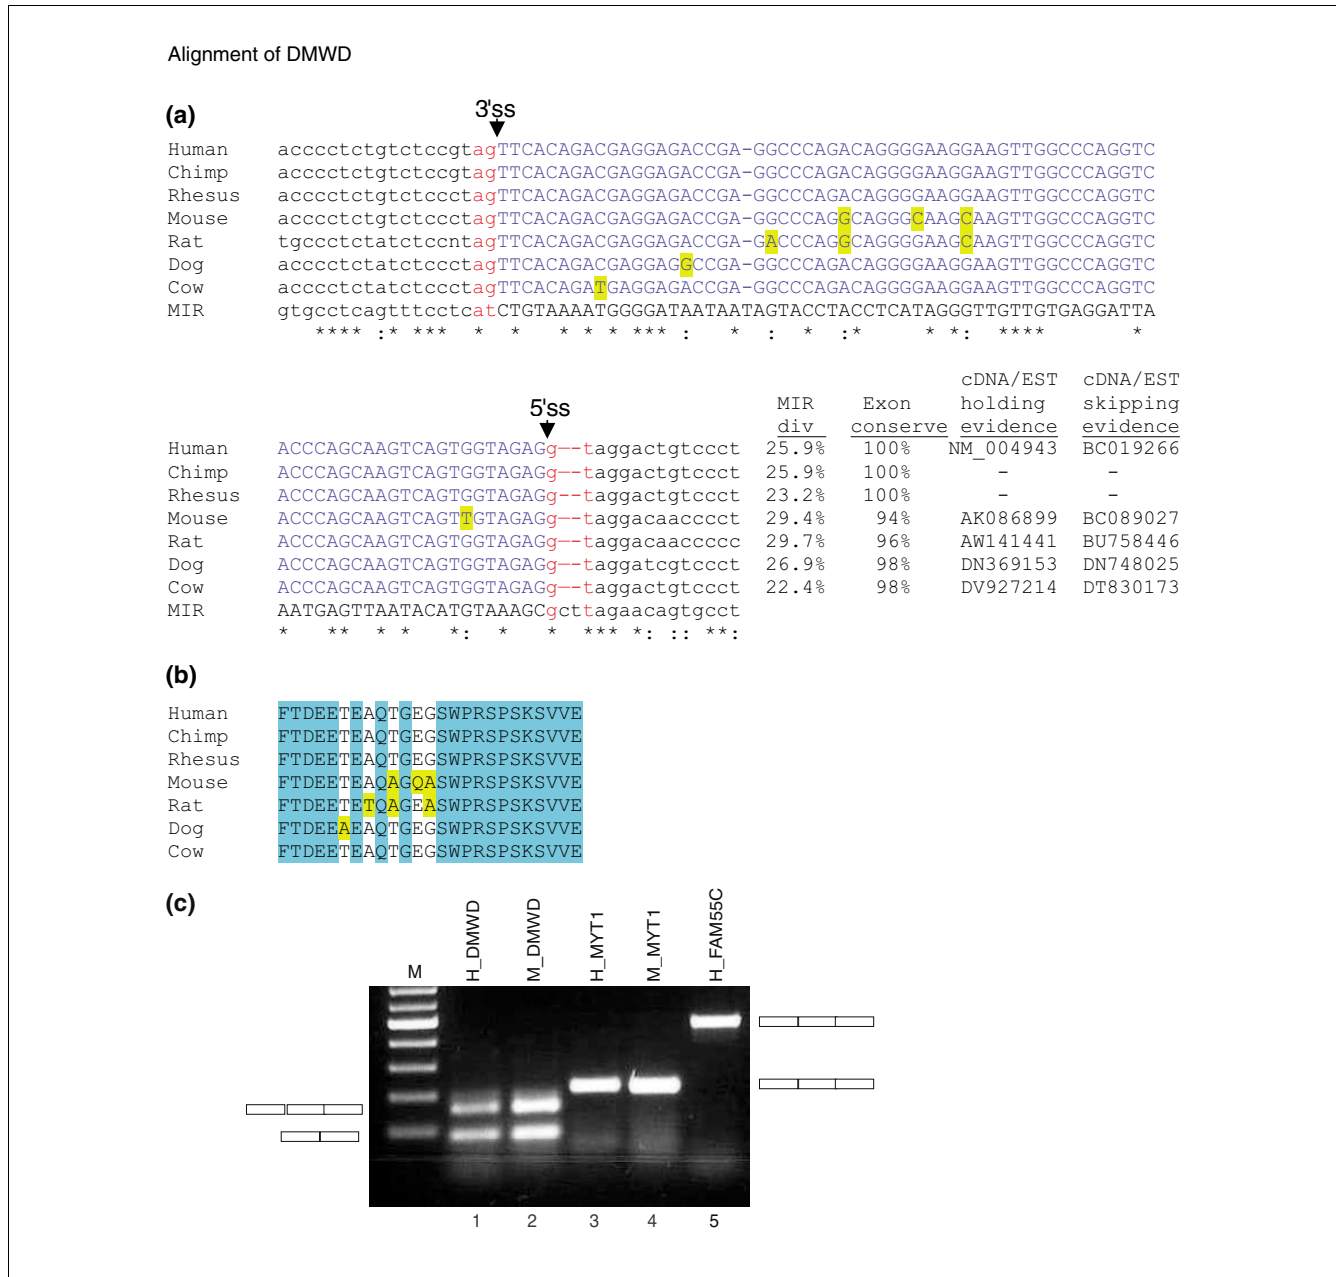 Alignment of DMWD
(a)
3'ss
Human acccctctgtctccgtagTTCACAGACGAGGAGACCGA-GGCCCAGACAGGGGAAGGAAGTTGGCCCAGGTC
Chimp acccctctgtctccgtagTTCACAGACGAGGAGACCGA-GGCCCAGACAGGGGAAGGAAGTTGGCCCAGGTC
Rhesus acccctctgtctccctagTTCACAGACGAGGAGACCGA-GGCCCAGACAGGGGAAGGAAGTTGGCCCAGGTC
Mouse acccctctgtctccctagTTCACAGACGAGGAGACCGA-GGCCCAGGCAGGGCAAGCAAGTTGGCCCAGGTC
Rat tgccctctatctccntagTTCACAGACGAGGAGACCGA-GACCCAGGCAGGGGAAGCAAGTTGGCCCAGGTC
Dog acccctctatctccctagTTCACAGACGAGGAGGCCGA-GGCCCAGACAGGGGAAGGAAGTTGGCCCAGGTC
Cow acccctctgtctccctagTTCACAGATGAGGAGACCGA-GGCCCAGACAGGGGAAGGAAGTTGGCCCAGGTC
MIR gtgcctcagtttcctcatCTGTAAAATGGGGATAATAATAGTACCTACCTCATAGGGTTGTTGTGAGGATTA
**** :* *** * * * * * *** : * : :* * *: **** *
5'ss
MIR div Exon conserve cDNA/EST holding evidence cDNA/EST skipping evidence
Human ACCCAGCAAGTCAGTGGTAGAGg--taggactgtccct 25.9% 100% NM_004943 BC019266
Chimp ACCCAGCAAGTCAGTGGTAGAGg--taggactgtccct 25.9% 100% - -
Rhesus ACCCAGCAAGTCAGTGGTAGAGg--taggactgtccct 23.2% 100% - -
Mouse ACCCAGCAAGTCAGTTGTAGAGg--taggacaacccct 29.4% 94% AK086899 BC089027
Rat ACCCAGCAAGTCAGTGGTAGAGg--taggacaaccccc 29.7% 96% AW141441 BU758446
Dog ACCCAGCAAGTCAGTGGTAGAGg--taggatcgtccct 26.9% 98% DN369153 DN748025
Cow ACCCAGCAAGTCAGTGGTAGAGg--taggactgtccct 22.4% 98% DV927214 DT830173
MIR AATGAGTTAATACATGTAAAGCgcttagaacagtgcct
* ** * * *: * * *** *: :: **:
(b)
Human FTDEETEAQTGEGSWPRSPSKSVVE
Chimp FTDEETEAQTGEGSWPRSPSKSVVE
Rhesus FTDEETEAQTGEGSWPRSPSKSVVE
Mouse FTDEETEAQAGQASWPRSPSKSVVE
Rat FTDEETETQAGEASWPRSPSKSVVE
Dog FTDEEAEAQTGEGSWPRSPSKSVVE
Cow FTDEETEAQTGEGSWPRSPSKSVVE
(c)
M H_DMWD M_DMWD H_MYT1 M_MYT1 H_FAM55C
1 2 3 4 5